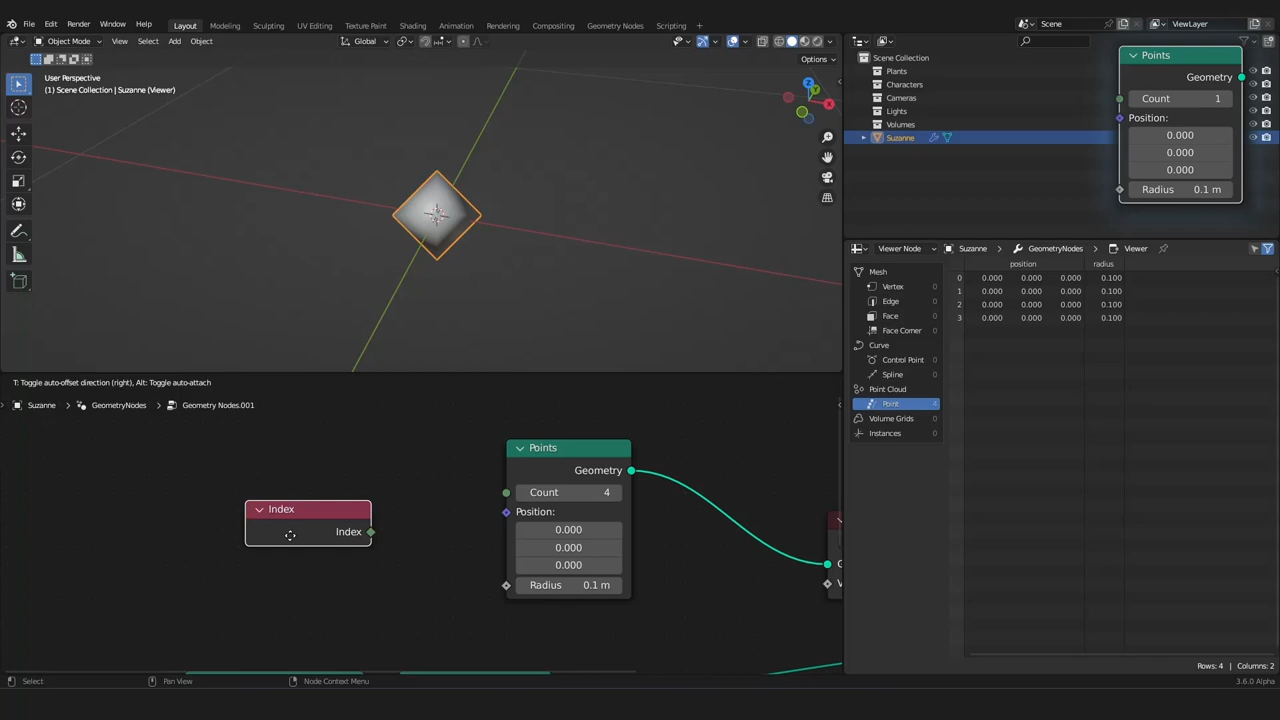 File Edit Render Window Help Layout Modeling Sculpting UV Editing Texture Paint Shading Animation Rendering Compositing Geometry Nodes Scripting + Scene ViewLayer
Object Mode View Select Add Object Global
Options
User Perspective
(1) Scene Collection | Suzanne (Viewer)
Z
Y
X
Scene Collection
Plants
Characters
Cameras
Lights
Volumes
Suzanne
Points
Geometry
Count 1
Position:
0.000
0.000
0.000
Radius 0.1 m
Viewer Node Suzanne GeometryNodes Viewer
Mesh
Vertex 0
Edge 0
Face 0
Face Corner 0
Curve
Control Point 0
Spline 0
Point Cloud
Point 4
Volume Grids 0
Instances 0
position radius
0 0.000 0.000 0.000 0.100
1 0.000 0.000 0.000 0.100
2 0.000 0.000 0.000 0.100
3 0.000 0.000 0.000 0.100
Rows: 4 | Columns: 2
T: Toggle auto-offset direction (right), Alt: Toggle auto-attach
Suzanne GeometryNodes Geometry Nodes.001
Index
Index
Points
Geometry
Count 4
Position:
0.000
0.000
0.000
Radius 0.1 m
G
V
Select Pan View Node Context Menu 3.6.0 Alpha